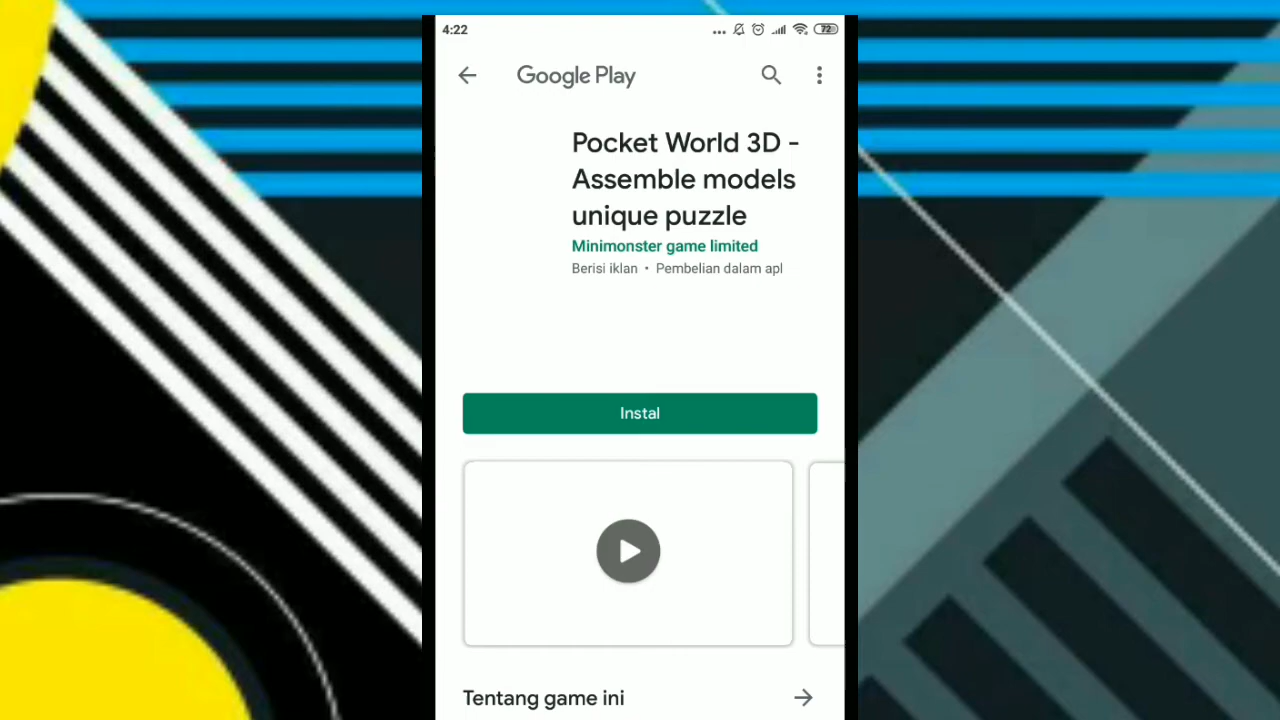 4:22
72
Google Play
Pocket World 3D -
Assemble models
unique puzzle
Minimonster game limited
Berisi iklan • Pembelian dalam apl
Instal
Tentang game ini